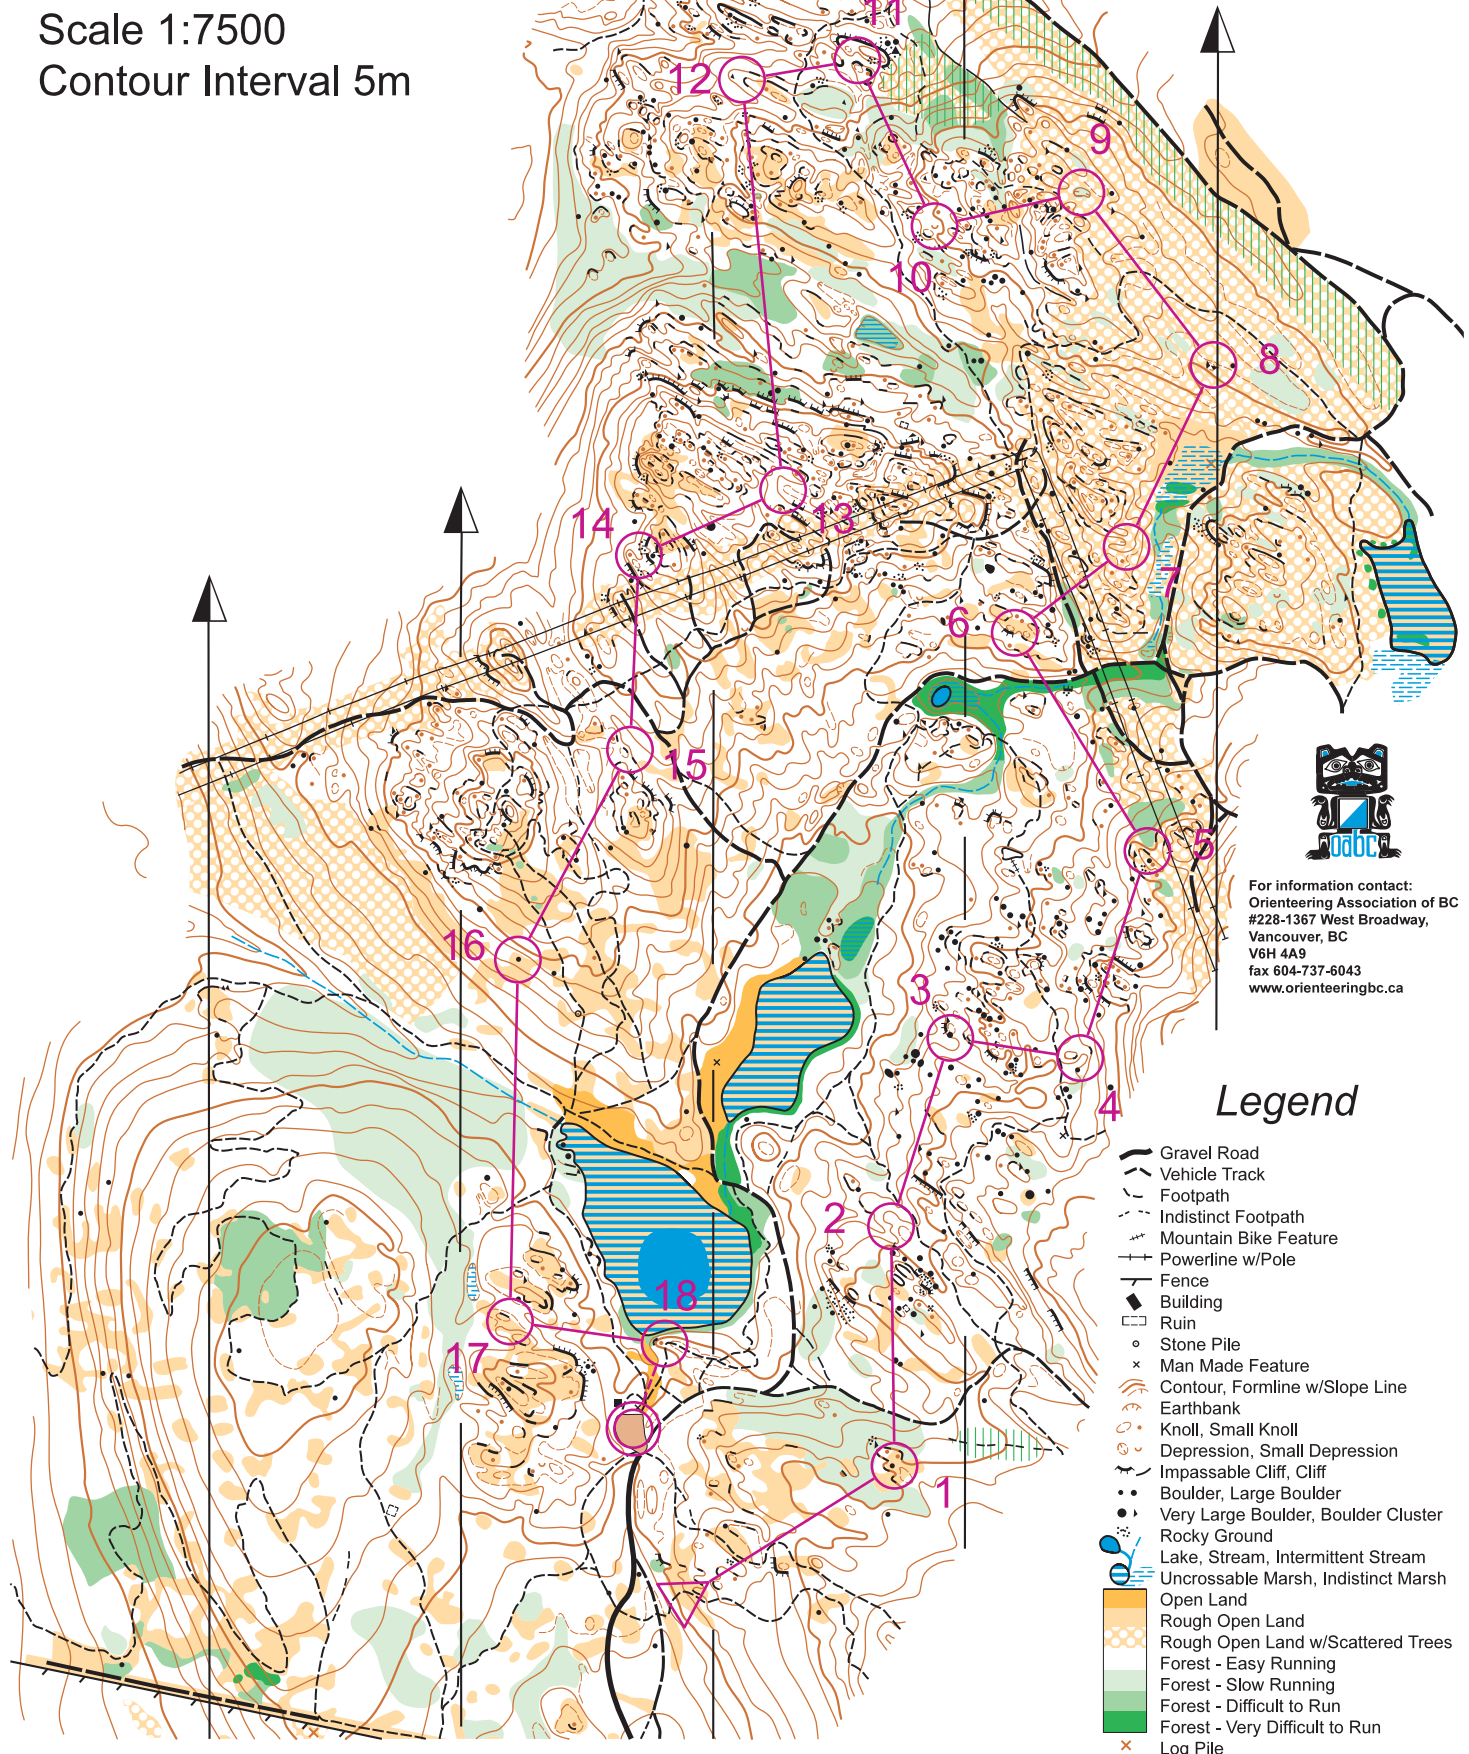 Scale 1:7500
Contour Interval 5m
11
12
9
10
8
13
14
7
6
15
5
16
3
4
2
18
17
1
oabc
For information contact:
Orienteering Association of BC
#228-1367 West Broadway,
Vancouver, BC
V6H 4A9
fax 604-737-6043
www.orienteeringbc.ca
Legend
Gravel Road
Vehicle Track
Footpath
Indistinct Footpath
Mountain Bike Feature
Powerline w/Pole
Fence
Building
Ruin
Stone Pile
Man Made Feature
Contour, Formline w/Slope Line
Earthbank
Knoll, Small Knoll
Depression, Small Depression
Impassable Cliff, Cliff
Boulder, Large Boulder
Very Large Boulder, Boulder Cluster
Rocky Ground
Lake, Stream, Intermittent Stream
Uncrossable Marsh, Indistinct Marsh
Open Land
Rough Open Land
Rough Open Land w/Scattered Trees
Forest - Easy Running
Forest - Slow Running
Forest - Difficult to Run
Forest - Very Difficult to Run
Log Pile